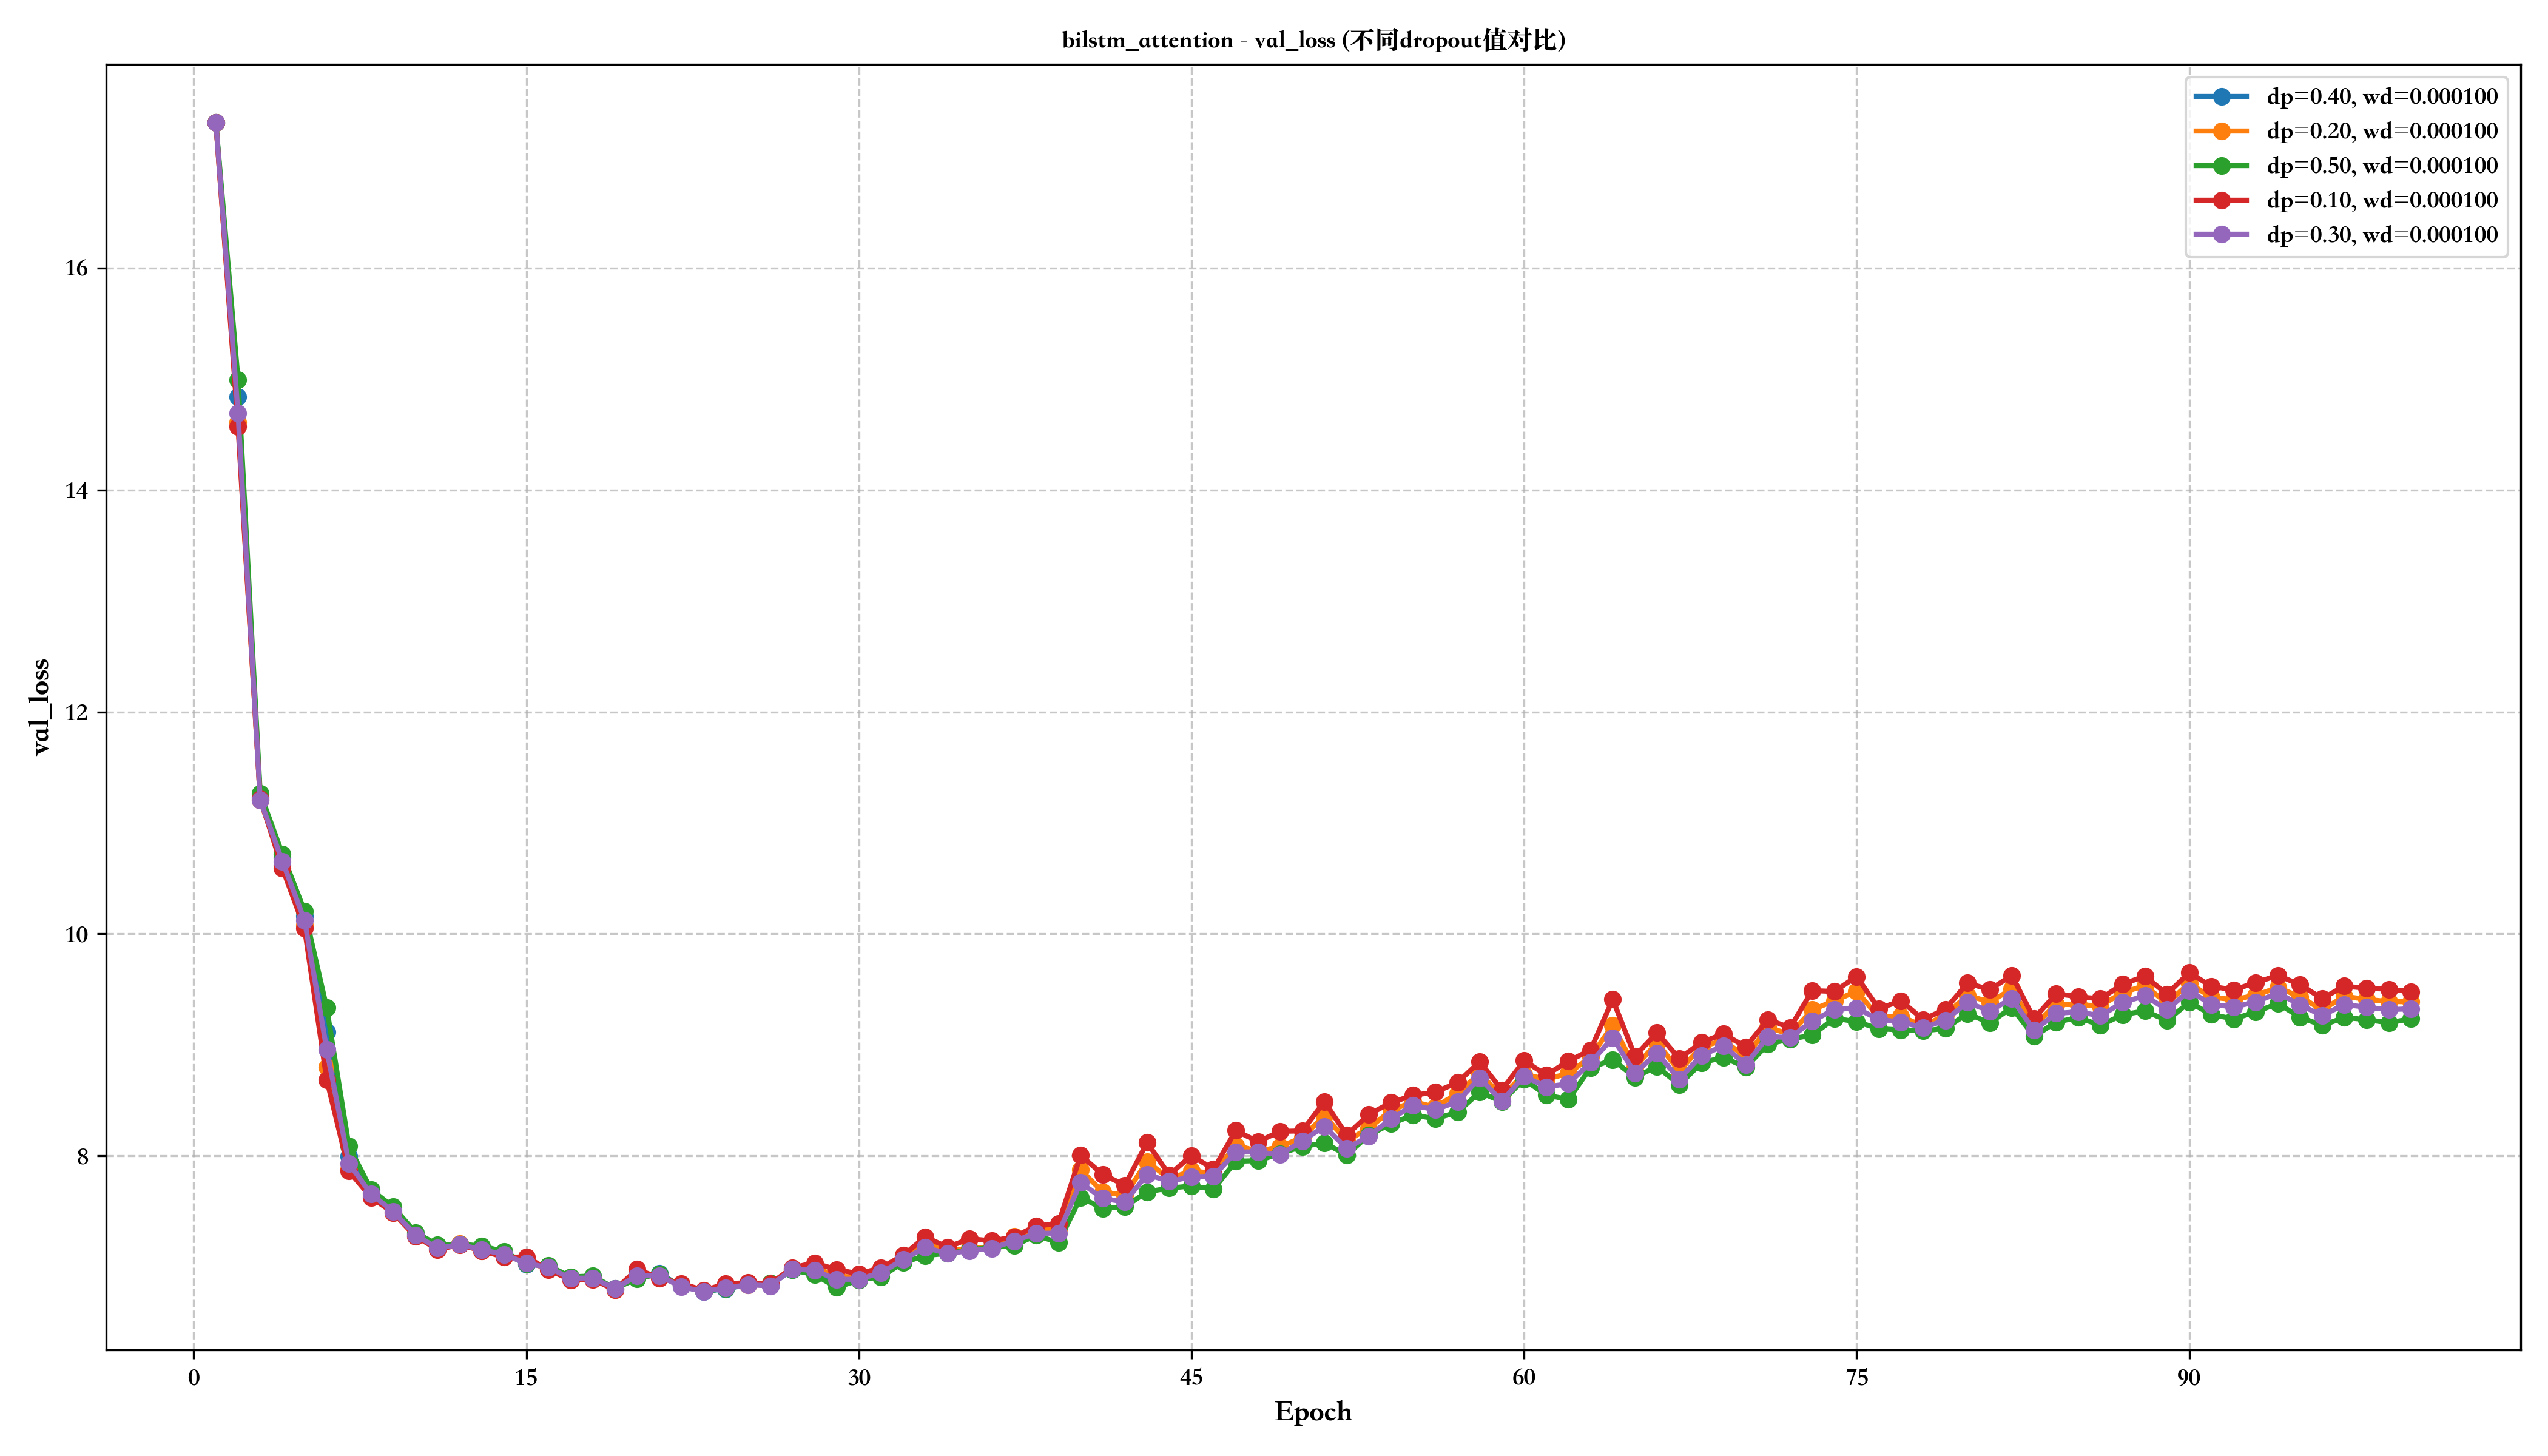 bilstm_attention - val_loss (不同dropout值对比)
dp=0.40, wd=0.000100
dp=0.20, wd=0.000100
dp=0.50, wd=0.000100
dp=0.10, wd=0.000100
dp=0.30, wd=0.000100
val_loss
16
14
12
10
8
0 15 30 45 60 75 90
Epoch